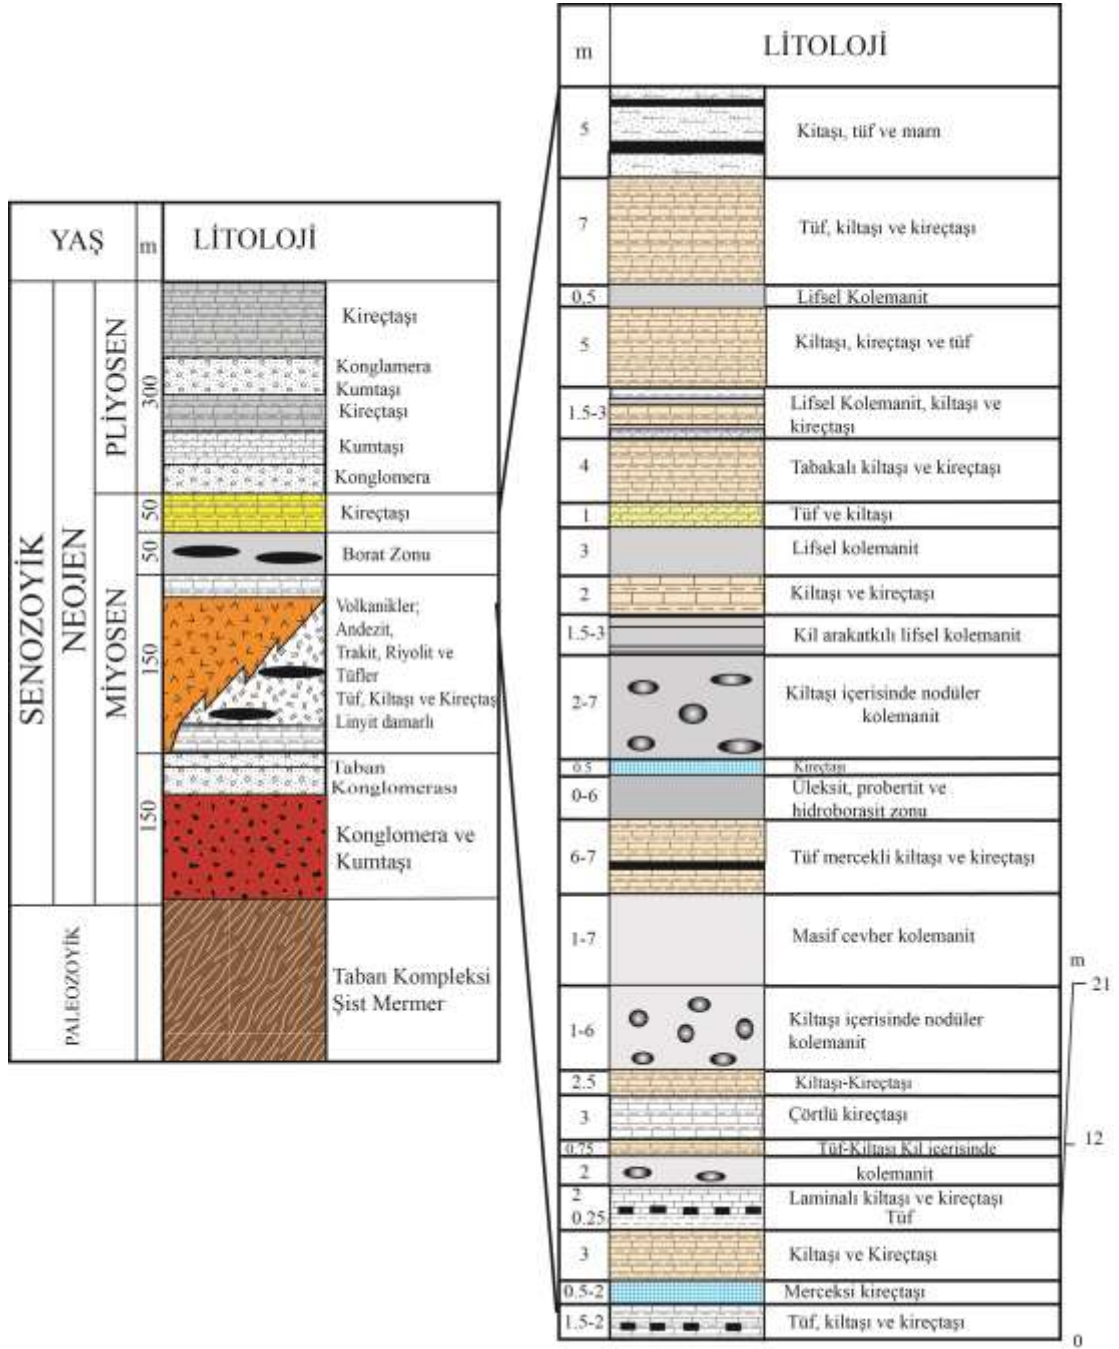 YAŞ
m
LİTOLOJİ
SENOZOYİK
NEOJEN
PLİYOSEN
300
Kireçtaşı
Konglamera
Kumtaşı
Kireçtaşı
Kumtaşı
Konglomera
MİYOSEN
50
Kireçtaşı
50
Borat Zonu
150
Volkanikler;
Andezit,
Trakit, Riyolit ve
Tüfler
Tüf, Kiltaşı ve Kireçtaş
Linyit damarlı
150
Taban
Konglomerası
Konglomera ve
Kumtaşı
PALEOZOYİK
Taban Kompleksi
Şist Mermer
m
LİTOLOJİ
5
Kitaşı, tüf ve marn
7
Tüf, kiltaşı ve kireçtaşı
0,5
Lifsel Kolemanit
5
Kiltaşı, kireçtaşı ve tüf
1.5-3
Lifsel Kolemanit, kiltaşı ve
kireçtaşı
4
Tabakalı kiltaşı ve kireçtaşı
1
Tüf ve kiltaşı
3
Lifsel kolemanit
2
Kiltaşı ve kireçtaşı
1.5-3
Kil arakatkılı lifsel kolemanit
2-7
Kiltaşı içerisinde nodüler
kolemanit
0.5
Kireçtaşı
0-6
Üleksit, probertit ve
hidroborasit zonu
6-7
Tüf mercekli kiltaşı ve kireçtaşı
1-7
Masif cevher kolemanit
1-6
Kiltaşı içerisinde nodüler
kolemanit
2.5
Kiltaşı-Kireçtaşı
3
Çörtlü kireçtaşı
0.75
Tüf-Kiltaşı Kil içerisinde
2
kolemanit
2
Laminalı kiltaşı ve kireçtaşı
0.25
Tüf
3
Kiltaşı ve Kireçtaşı
0.5-2
Merceksi kireçtaşı
1.5-2
Tüf, kiltaşı ve kireçtaşı
m
21
12
0